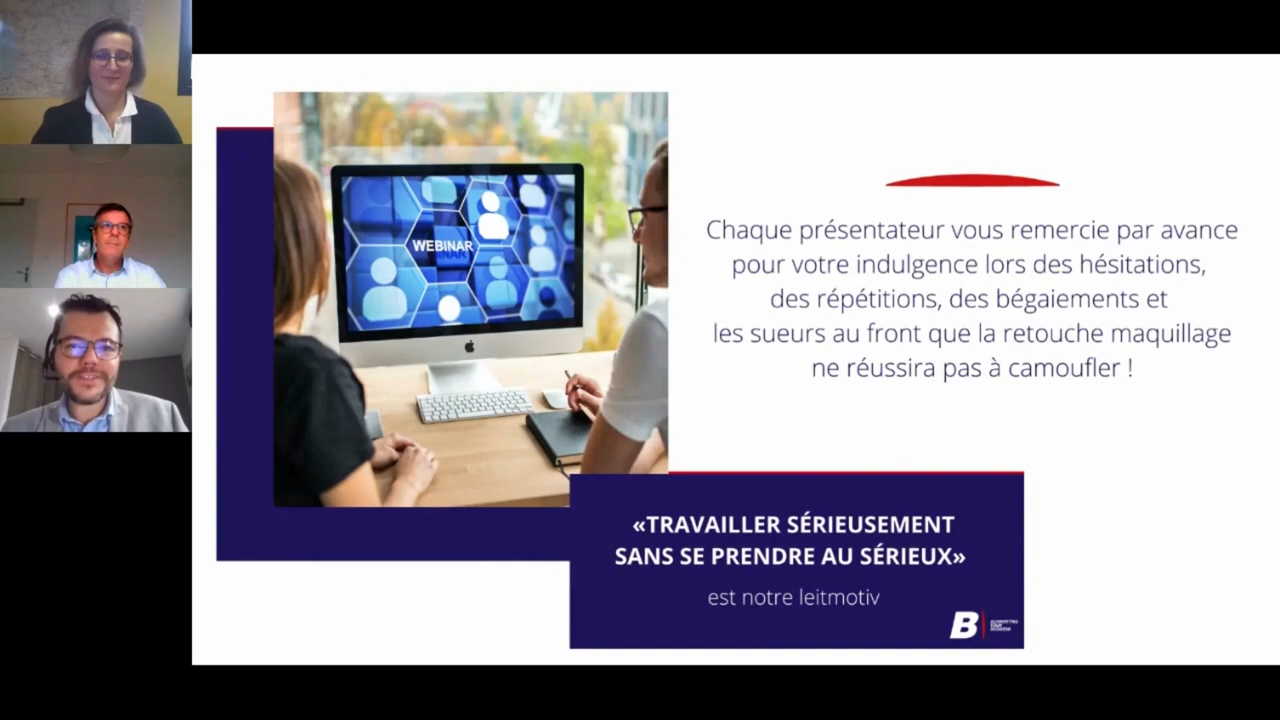 WEBINAR
Chaque présentateur vous remercie par avance
pour votre indulgence lors des hésitations,
des répétitions, des bégaiements et
les sueurs au front que la retouche maquillage
ne réussira pas à camoufler !
«TRAVAILLER SÉRIEUSEMENT
SANS SE PRENDRE AU SÉRIEUX»
est notre leitmotiv
B